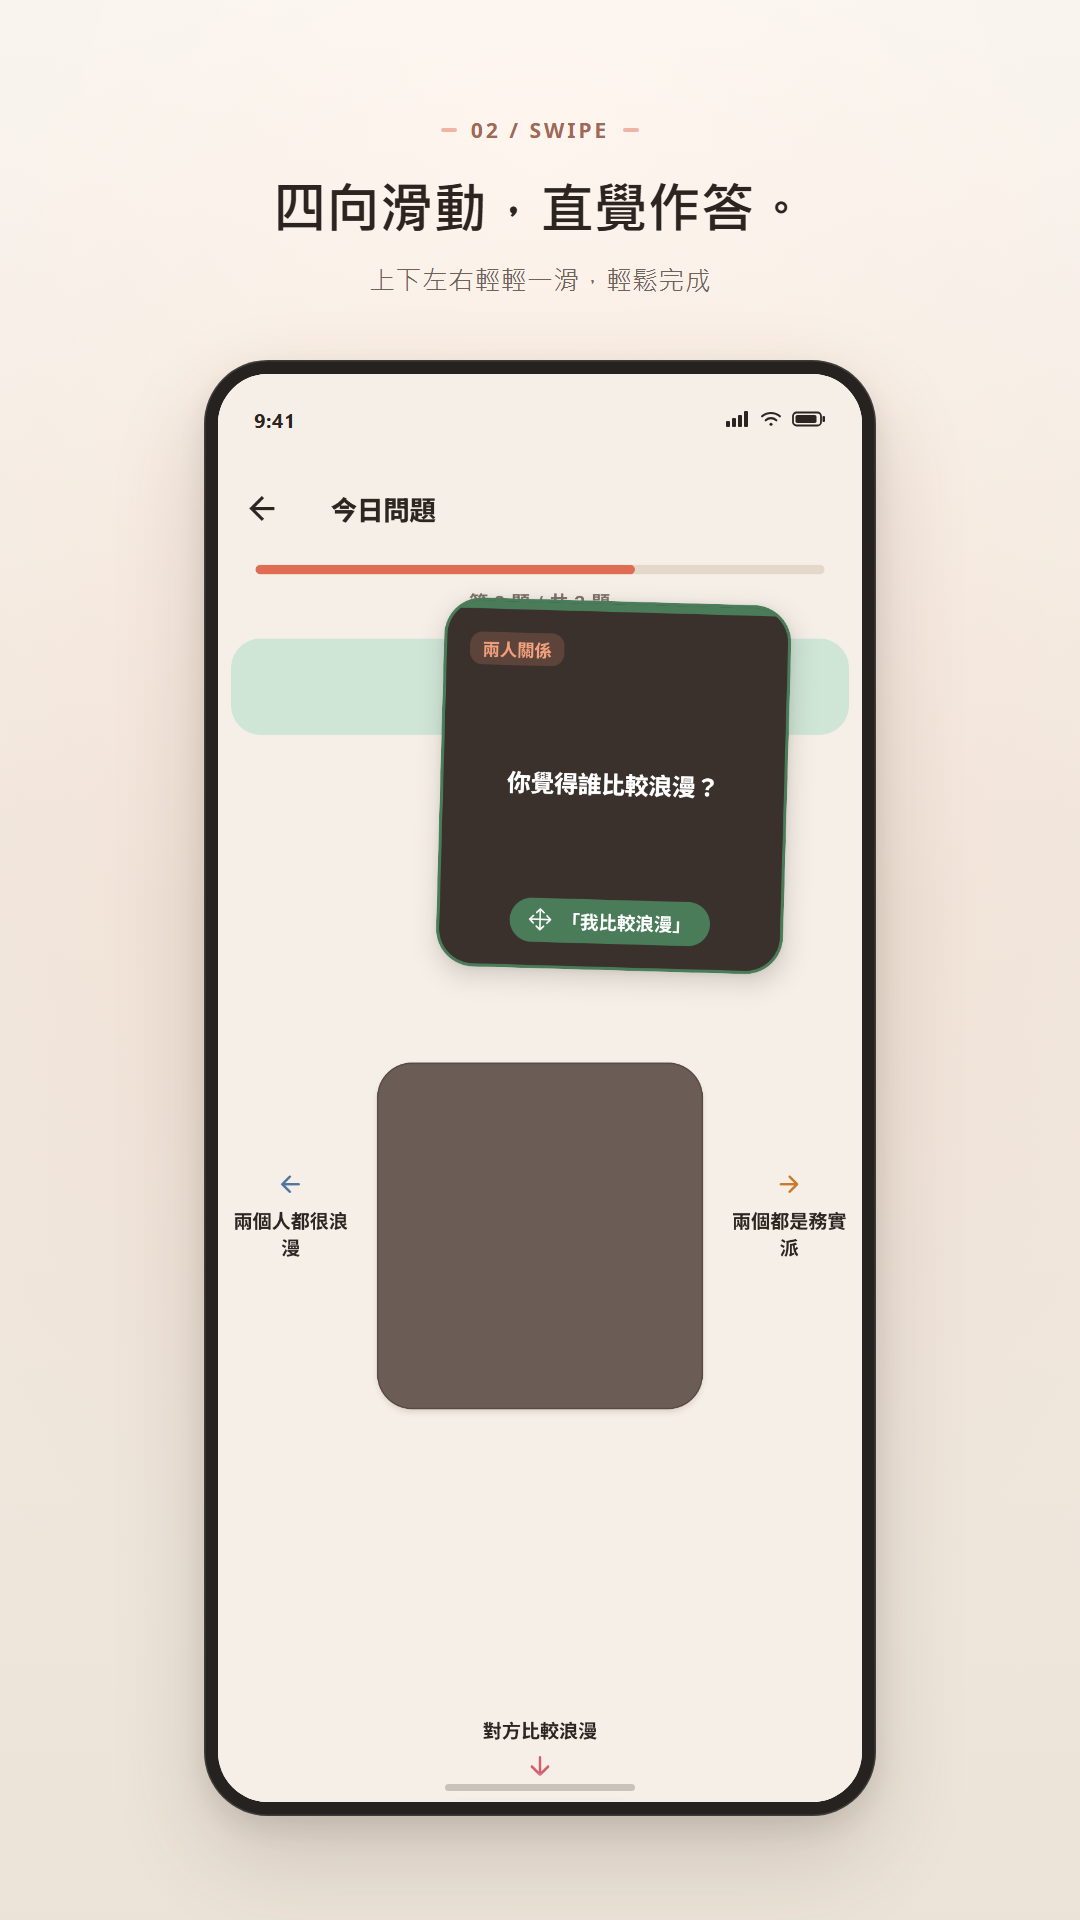 02 / SWIPE
四向滑動，直覺作答。
上下左右輕輕一滑，輕鬆完成
9:41
今日問題
兩人關係
你覺得誰比較浪漫？
「我比較浪漫」
兩個人都很浪
漫
兩個都是務實
派
對方比較浪漫